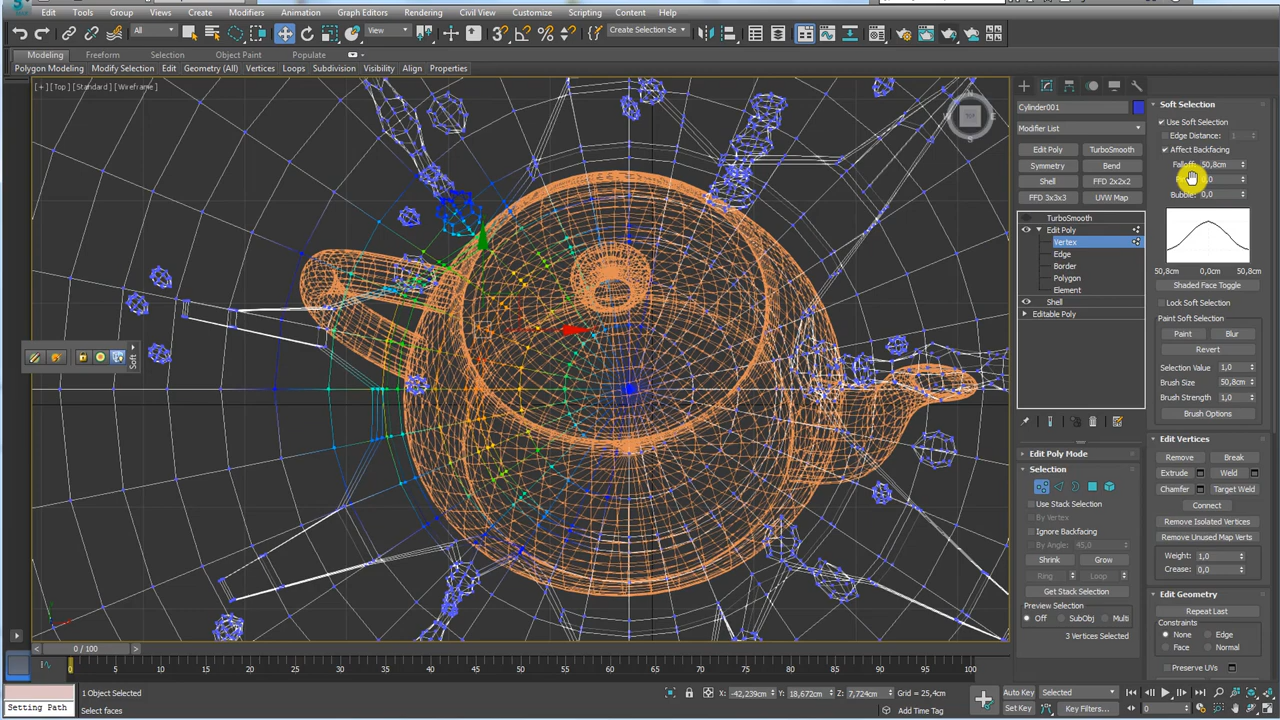 Edit Tools Group Views Create Modifiers Animation Graph Editors Rendering Civil View Customize Scripting Content Help
All View Create Selection Se
Modeling Freeform Selection Object Paint Populate
Polygon Modeling Modify Selection Edit Geometry (All) Vertices Loops Subdivision Visibility Align Properties
[+] [Top] [Standard] [Wireframe]
TOP
Soft
Cylinder001
Modifier List
Edit Poly TurboSmooth
Symmetry Bend
Shell FFD 2x2x2
FFD 3x3x3 UVW Map
TurboSmooth
Edit Poly
Vertex
Edge
Border
Polygon
Element
Shell
Editable Poly
Edit Poly Mode
Selection
Use Stack Selection
By Vertex
Ignore Backfacing
By Angle: 45,0
Shrink Grow
Ring Loop
Get Stack Selection
Preview Selection
Off SubObj Multi
3 Vertices Selected
Soft Selection
Use Soft Selection
Edge Distance: 1
Affect Backfacing
Falloff: 50,8cm
Bubble: 0,0
50,8cm 0,0cm 50,8cm
Shaded Face Toggle
Lock Soft Selection
Paint Soft Selection
Paint Blur
Revert
Selection Value 1,0
Brush Size 50,8cm
Brush Strength 1,0
Brush Options
Edit Vertices
Remove Break
Extrude Weld
Chamfer Target Weld
Connect
Remove Isolated Vertices
Remove Unused Map Verts
Weight: 1,0
Crease: 0,0
Edit Geometry
Repeat Last
Constraints
None Edge
Face Normal
Preserve UVs
0 / 100
0 5 10 15 20 25 30 35 40 45 50 55 60 65 70 75 80 85 90 95 100
1 Object Selected
X: -42,239cm Y: 18,672cm Z: 7,724cm Grid = 25,4cm
Auto Key Selected
Setting Path
Select faces
Add Time Tag
Set Key Key Filters... 0